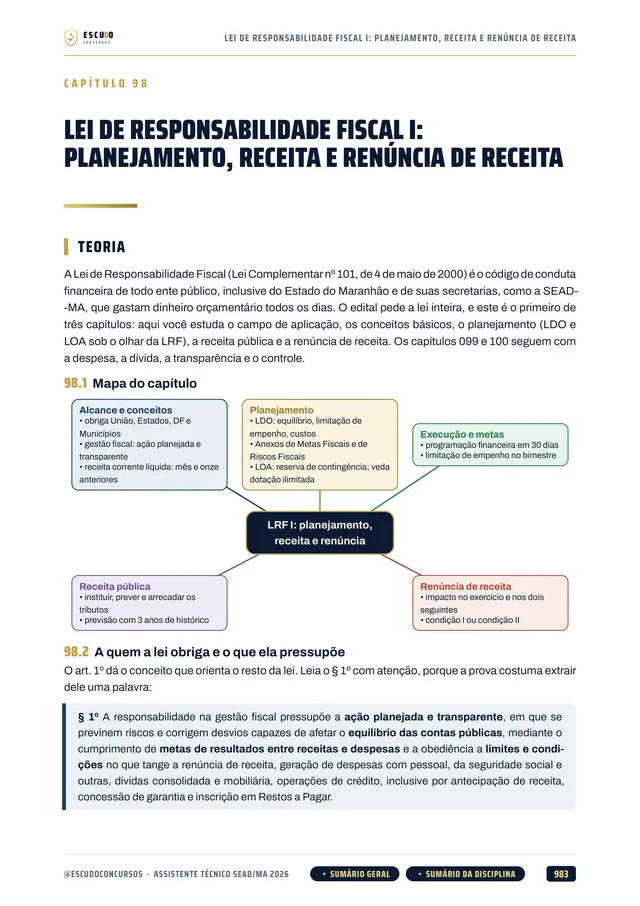 ESCUDO
CONCURSOS
LEI DE RESPONSABILIDADE FISCAL I: PLANEJAMENTO, RECEITA E RENÚNCIA DE RECEITA
CAPÍTULO 98
LEI DE RESPONSABILIDADE FISCAL I:
PLANEJAMENTO, RECEITA E RENÚNCIA DE RECEITA
TEORIA
A Lei de Responsabilidade Fiscal (Lei Complementar nº 101, de 4 de maio de 2000) é o código de conduta
financeira de todo ente público, inclusive do Estado do Maranhão e de suas secretarias, como a SEAD-
-MA, que gastam dinheiro orçamentário todos os dias. O edital pede a lei inteira, e este é o primeiro de
três capítulos: aqui você estuda o campo de aplicação, os conceitos básicos, o planejamento (LDO e
LOA sob o olhar da LRF), a receita pública e a renúncia de receita. Os capítulos 099 e 100 seguem com
a despesa, a dívida, a transparência e o controle.
98.1 Mapa do capítulo
Alcance e conceitos
• obriga União, Estados, DF e
Municípios
• gestão fiscal: ação planejada e
transparente
• receita corrente líquida: mês e onze
anteriores
Planejamento
• LDO: equilíbrio, limitação de
empenho, custos
• Anexos de Metas Fiscais e de
Riscos Fiscais
• LOA: reserva de contingência; veda
dotação ilimitada
Execução e metas
• programação financeira em 30 dias
• limitação de empenho no bimestre
LRF I: planejamento,
receita e renúncia
Receita pública
• instituir, prever e arrecadar os
tributos
• previsão com 3 anos de histórico
Renúncia de receita
• impacto no exercício e nos dois
seguintes
• condição I ou condição II
98.2 A quem a lei obriga e o que ela pressupõe
O art. 1º dá o conceito que orienta o resto da lei. Leia o § 1º com atenção, porque a prova costuma extrair
dele uma palavra:
§ 1º A responsabilidade na gestão fiscal pressupõe a ação planejada e transparente, em que se
previnem riscos e corrigem desvios capazes de afetar o equilíbrio das contas públicas, mediante o
cumprimento de metas de resultados entre receitas e despesas e a obediência a limites e condi-
ções no que tange a renúncia de receita, geração de despesas com pessoal, da seguridade social e
outras, dívidas consolidada e mobiliária, operações de crédito, inclusive por antecipação de receita,
concessão de garantia e inscrição em Restos a Pagar.
@ESCUDOCONCURSOS · ASSISTENTE TÉCNICO SEAD/MA 2026
SUMÁRIO GERAL
SUMÁRIO DA DISCIPLINA
983